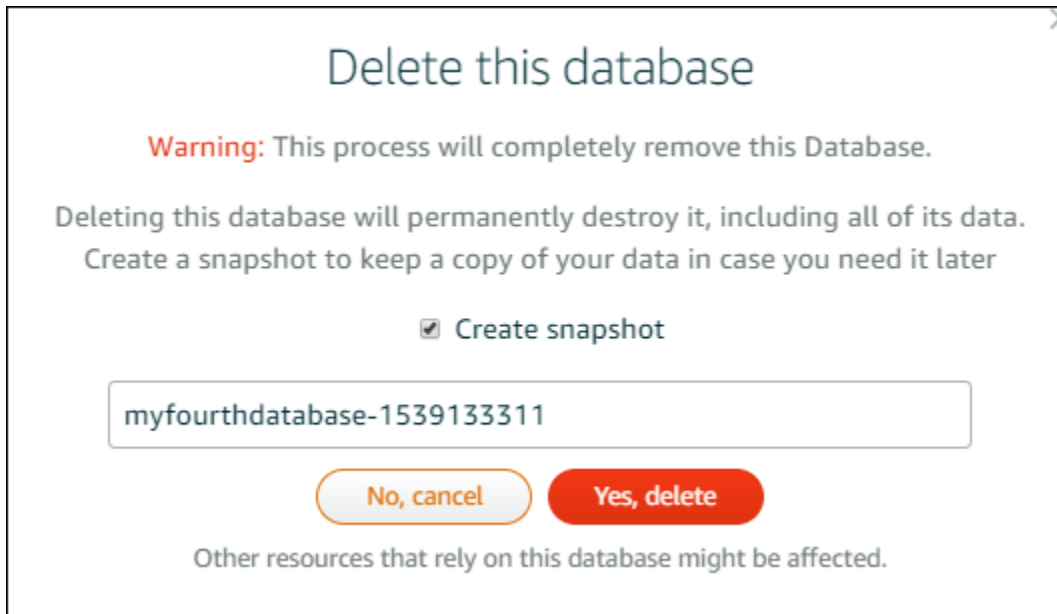 Delete this database
Warning: This process will completely remove this Database.
Deleting this database will permanently destroy it, including all of its data.
Create a snapshot to keep a copy of your data in case you need it later
Create snapshot
myfourthdatabase-1539133311
No, cancel
Yes, delete
Other resources that rely on this database might be affected.